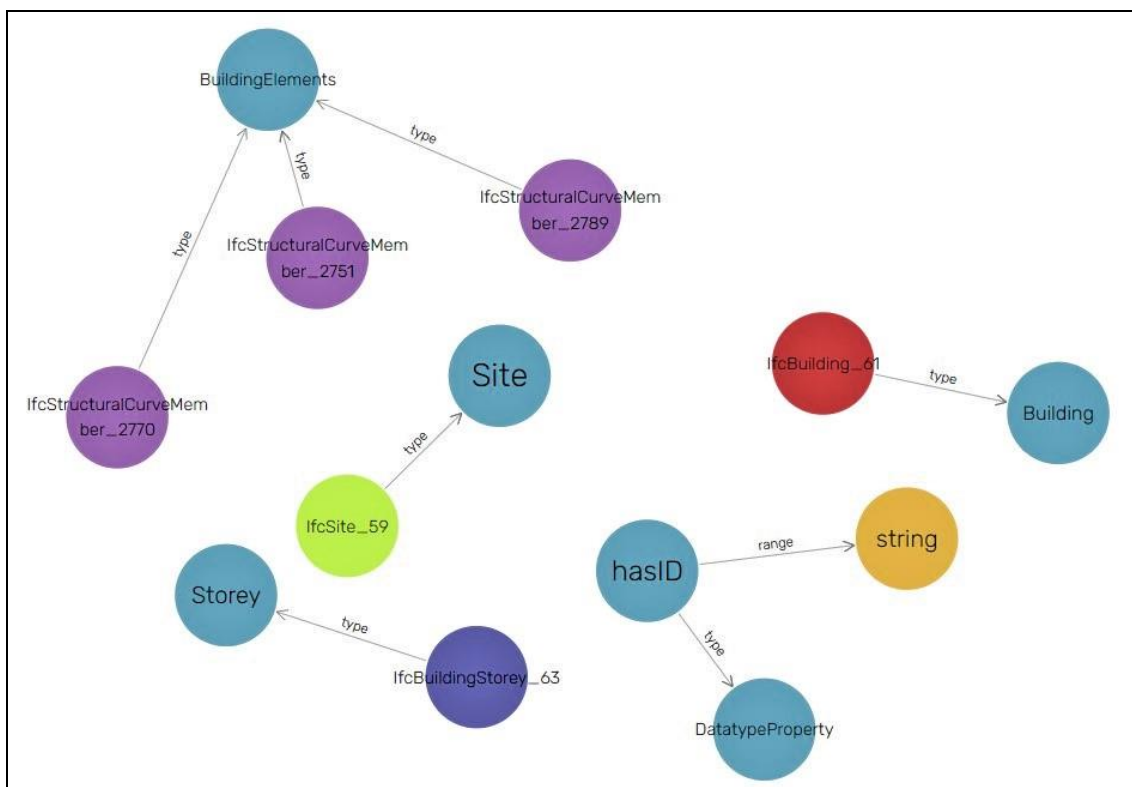 BuildingElements
type
type
type
IfcStructuralCurveMem
ber_2789
IfcStructuralCurveMem
ber_2751
IfcStructuralCurveMem
ber_2770
Site
type
IfcSite_59
IfcBuilding_61
type
Building
Storey
type
IfcBuildingStorey_63
hasID
range
string
type
DatatypeProperty